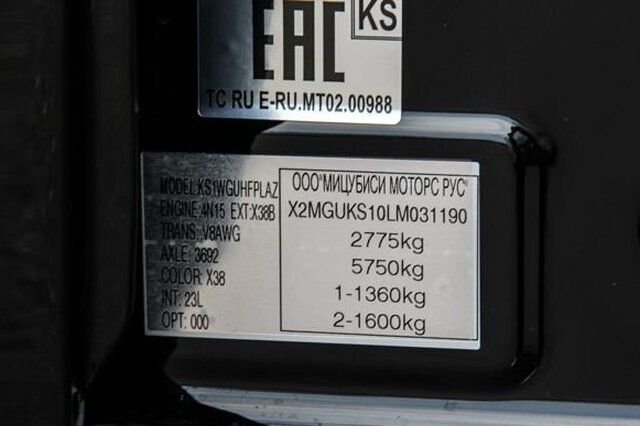 EAC
KS
TC RU E-RU.MT02.00988
MODEL:KS1WGUHFPLAZ
ENGINE:4N15 EXT:X38B
TRANS: V8AWG
AXLE: 3692
COLOR: X38
INT: 23L
OPT: 000
ООО"МИЦУБИСИ МОТОРС РУС"
X2MGUKS10LM031190
2775kg
5750kg
1-1360kg
2-1600kg